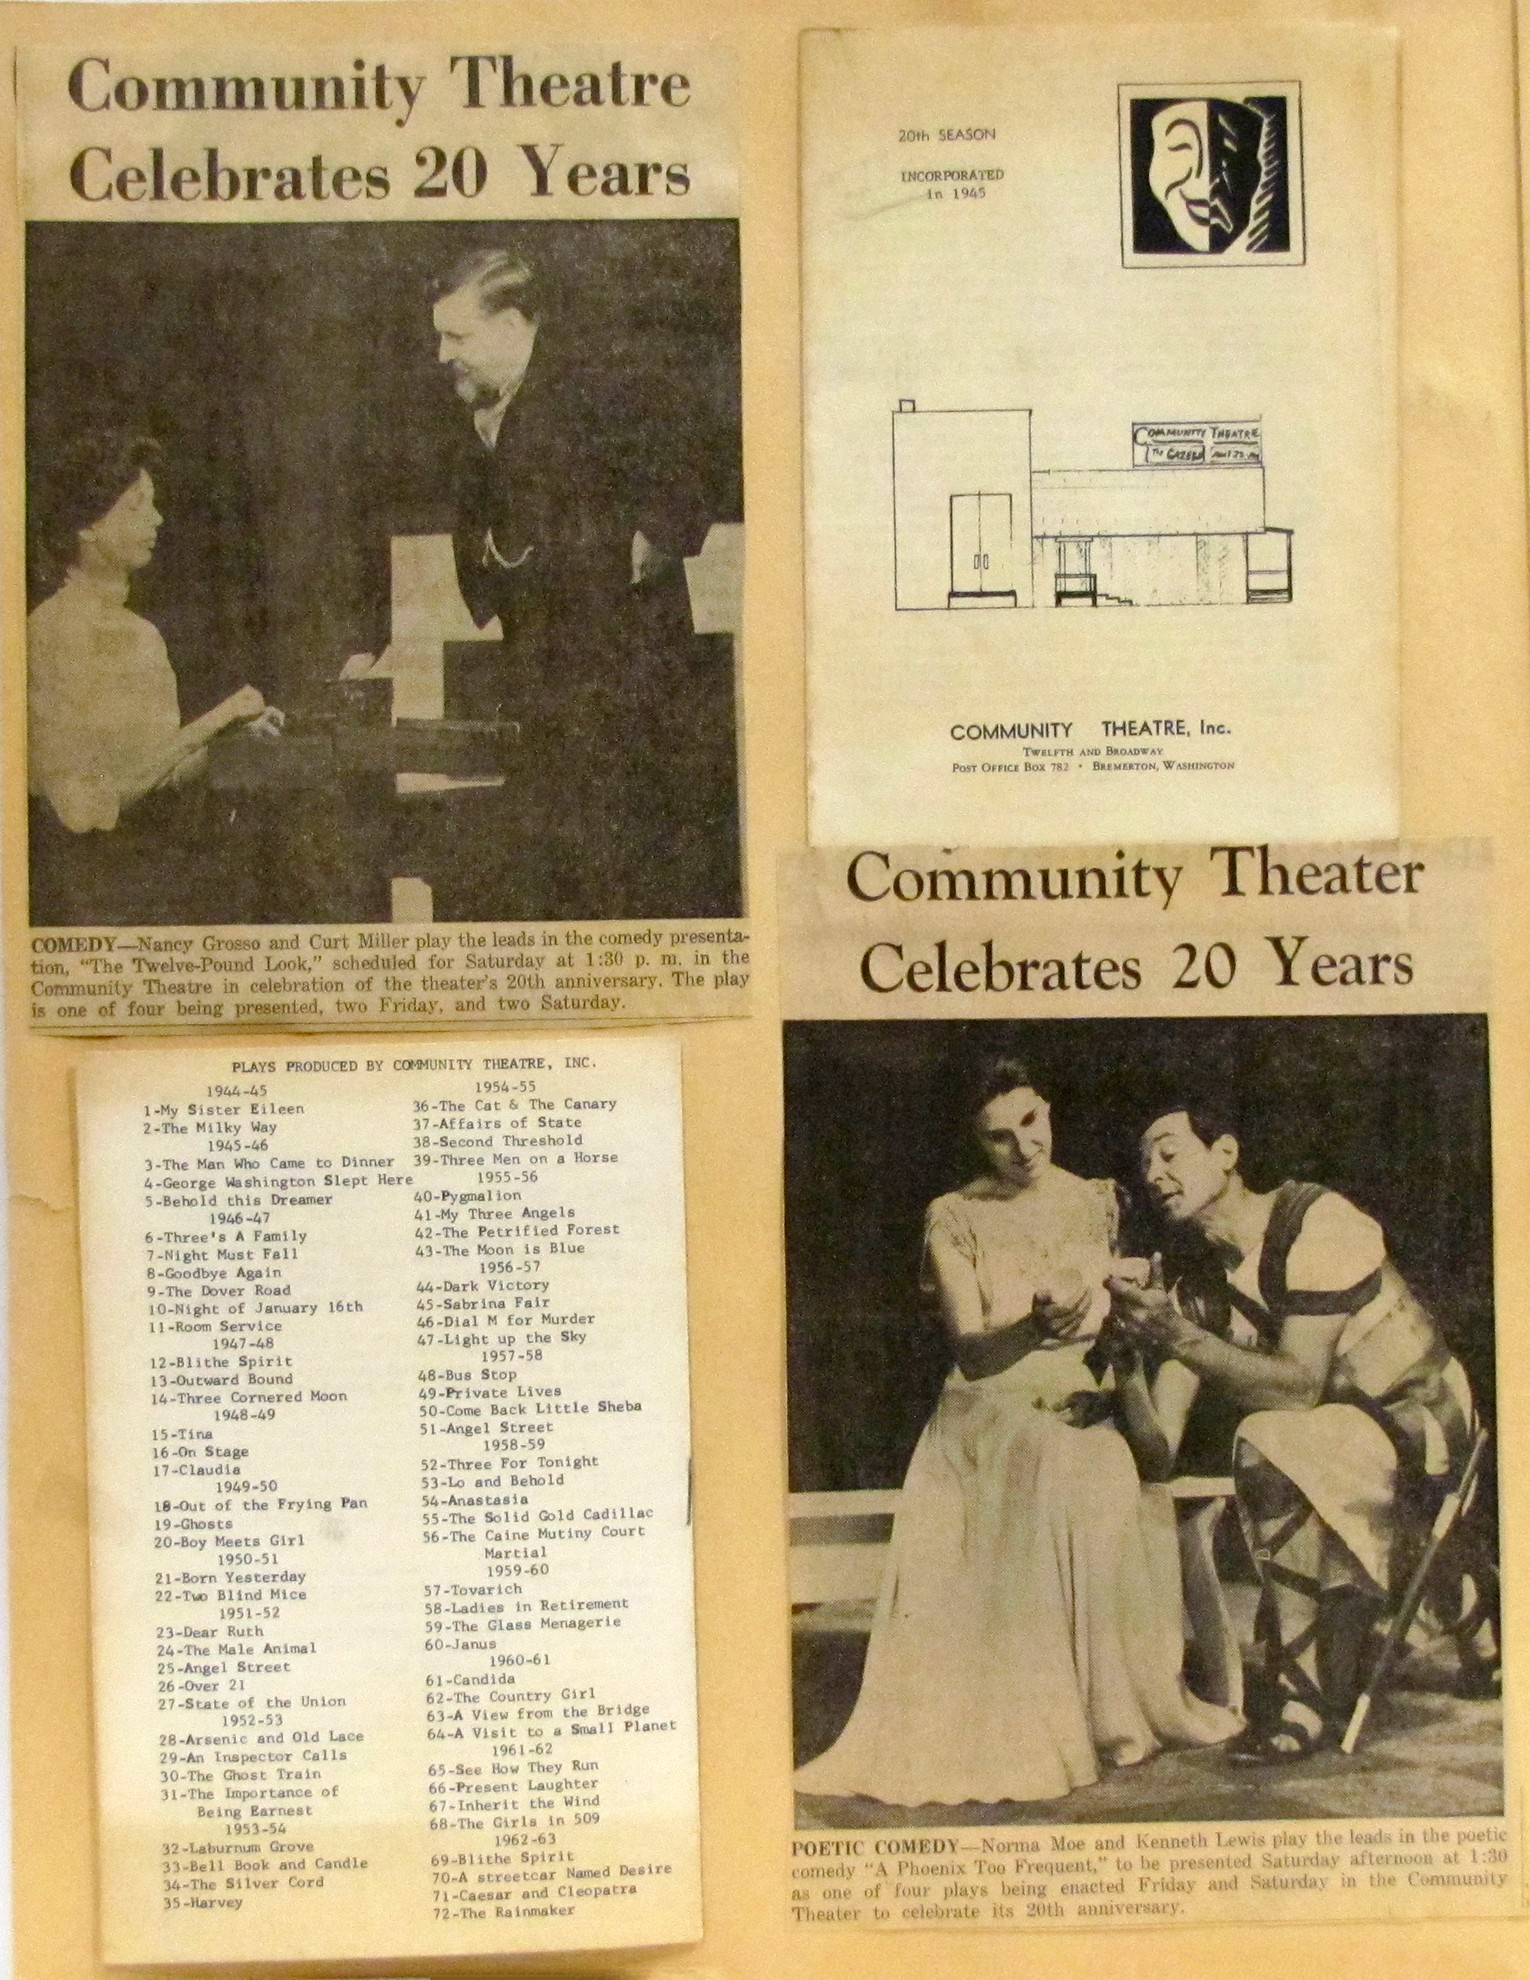 Community Theatre
Celebrates 20 Years
COMEDY—Nancy Grosso and Curt Miller play the leads in the comedy presenta-
tion, "The Twelve-Pound Look," scheduled for Saturday at 1:30 p. m. in the
Community Theatre in celebration of the theater's 20th anniversary. The play
is one of four being presented, two Friday, and two Saturday.
20th SEASON
INCORPORATED
in 1945
COMMUNITY THEATRE
THE
COMMUNITY THEATRE, Inc.
TWELFTH AND BROADWAY
POST OFFICE BOX 782 • BREMERTON, WASHINGTON
PLAYS PRODUCED BY COMMUNITY THEATRE, INC.
1944-45
1-My Sister Eileen
2-The Milky Way
1945-46
3-The Man Who Came to Dinner
4-George Washington Slept Here
5-Behold this Dreamer
1946-47
6-Three's A Family
7-Night Must Fall
8-Goodbye Again
9-The Dover Road
10-Night of January 16th
11-Room Service
1947-48
12-Blithe Spirit
13-Outward Bound
14-Three Cornered Moon
1948-49
15-Tina
16-On Stage
17-Claudia
1949-50
18-Out of the Frying Pan
19-Ghosts
20-Boy Meets Girl
1950-51
21-Born Yesterday
22-Two Blind Mice
1951-52
23-Dear Ruth
24-The Male Animal
25-Angel Street
26-Over 21
27-State of the Union
1952-53
28-Arsenic and Old Lace
29-An Inspector Calls
30-The Ghost Train
31-The Importance of
Being Earnest
1953-54
32-Laburnum Grove
33-Bell Book and Candle
34-The Silver Cord
35-Harvey
1954-55
36-The Cat & The Canary
37-Affairs of State
38-Second Threshold
39-Three Men on a Horse
1955-56
40-Pygmalion
41-My Three Angels
42-The Petrified Forest
43-The Moon is Blue
1956-57
44-Dark Victory
45-Sabrina Fair
46-Dial M for Murder
47-Light up the Sky
1957-58
48-Bus Stop
49-Private Lives
50-Come Back Little Sheba
51-Angel Street
1958-59
52-Three For Tonight
53-Lo and Behold
54-Anastasia
55-The Solid Gold Cadillac
56-The Caine Mutiny Court
Martial
1959-60
57-Tovarich
58-Ladies in Retirement
59-The Glass Menagerie
60-Janus
1960-61
61-Candida
62-The Country Girl
63-A View from the Bridge
64-A Visit to a Small Planet
1961-62
65-See How They Run
66-Present Laughter
67-Inherit the Wind
68-The Girls in 509
1962-63
69-Blithe Spirit
70-A streetcar Named Desire
71-Caesar and Cleopatra
72-The Rainmaker
Community Theater
Celebrates 20 Years
POETIC COMEDY—Norma Moe and Kenneth Lewis play the leads in the poetic
comedy "A Phoenix Too Frequent," to be presented Saturday afternoon at 1:30
as one of four plays being enacted Friday and Saturday in the Community
Theater to celebrate its 20th anniversary.